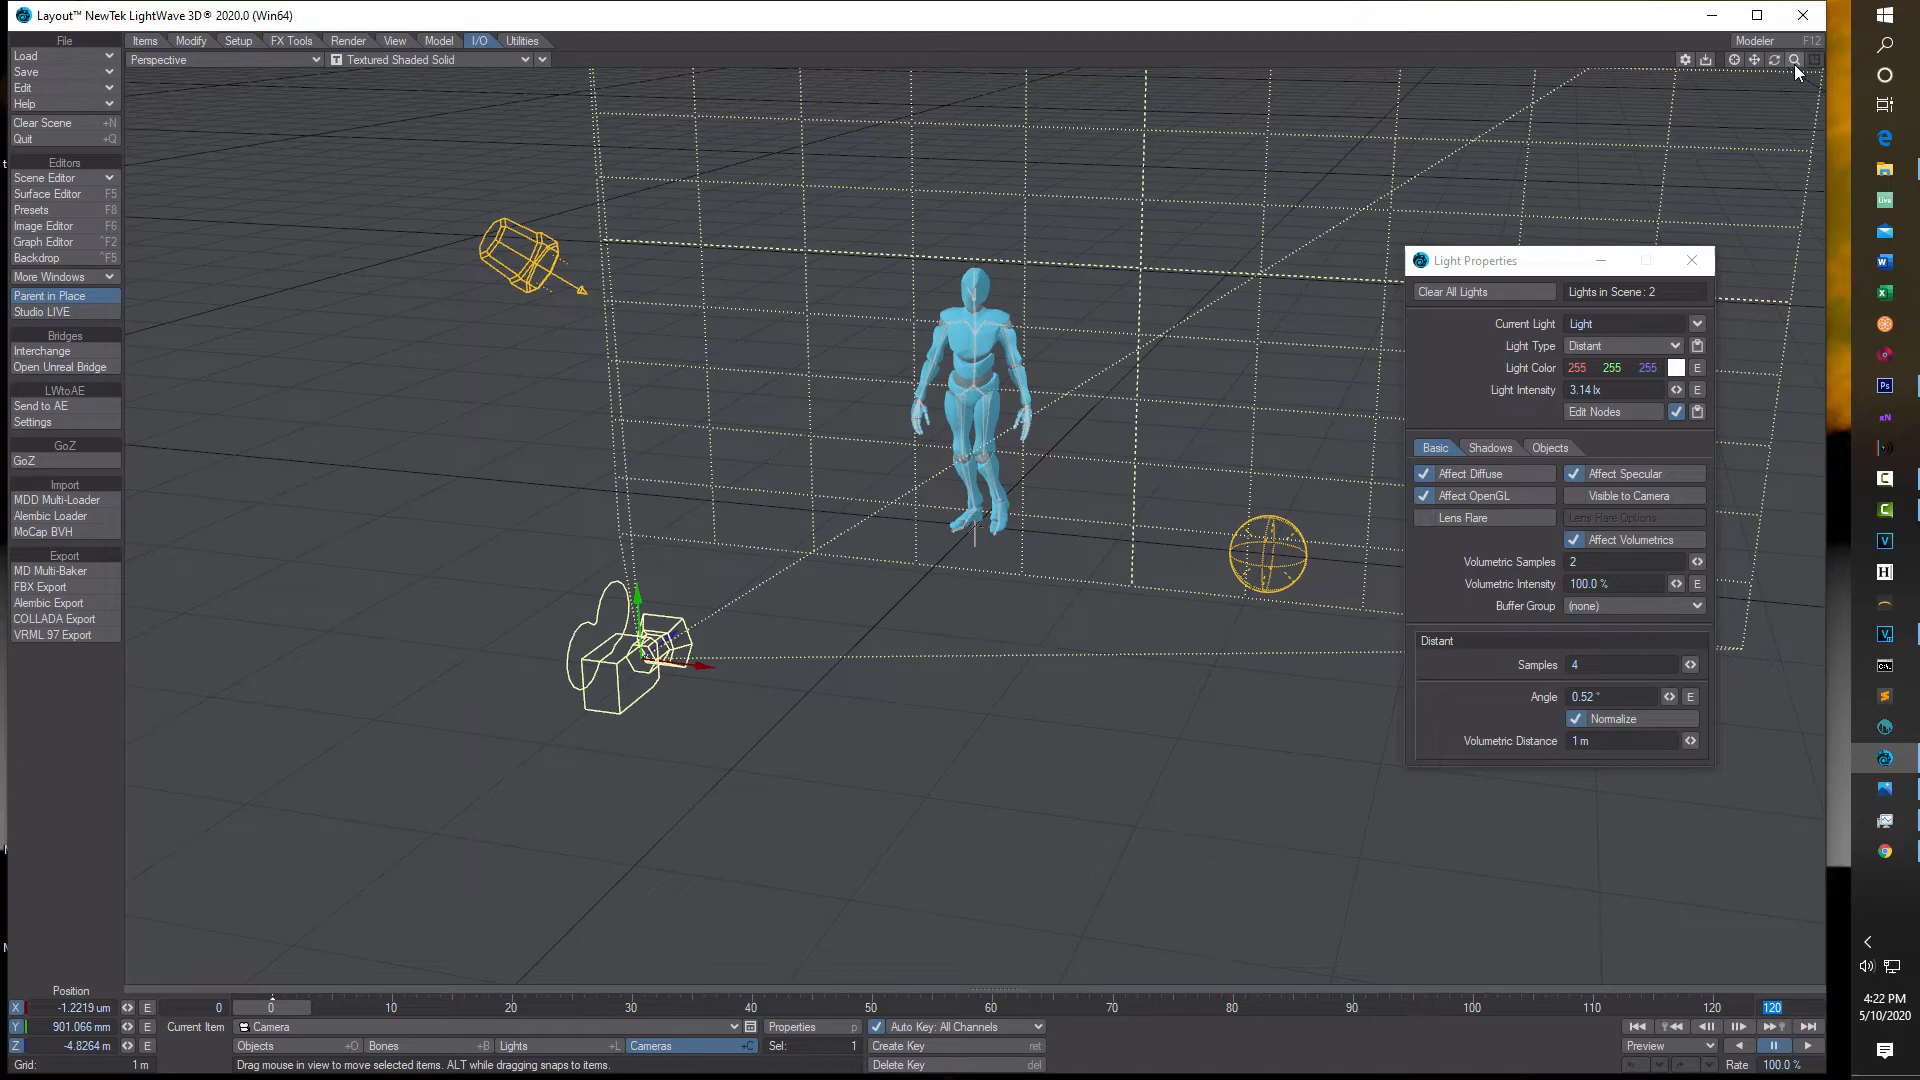 Layout™ NewTek LightWave 3D® 2020.0 (Win64)
File
Items
Modify
Setup
FX Tools
Render
View
Model
I/O
Utilities
Modeler F12
Load
Save
Edit
Help
Clear Scene +N
Quit +Q
Perspective
T Textured Shaded Solid
Editors
Scene Editor
Surface Editor F5
Presets F8
Image Editor F6
Graph Editor ^F2
Backdrop ^F5
More Windows
Parent in Place
Studio LIVE
Bridges
Interchange
Open Unreal Bridge
LWtoAE
Send to AE
Settings
GoZ
GoZ
Import
MDD Multi-Loader
Alembic Loader
MoCap BVH
Export
MD Multi-Baker
FBX Export
Alembic Export
COLLADA Export
VRML 97 Export
Light Properties
Clear All Lights
Lights in Scene: 2
Current Light Light
Light Type Distant
Light Color 255 255 255 E
Light Intensity 3.14 lx E
Edit Nodes
Basic
Shadows
Objects
Affect Diffuse
Affect Specular
Affect OpenGL
Visible to Camera
Lens Flare
Lens Flare Options
Affect Volumetrics
Volumetric Samples 2
Volumetric Intensity 100.0 % E
Buffer Group (none)
Distant
Samples 4
Angle 0.52 ° E
Normalize
Volumetric Distance 1 m
Position
X -1.2219 um E
Y 901.066 mm E
Z -4.8264 m E
Grid: 1 m
0
0 10 20 30 40 50 60 70 80 90 100 110 120
120
Current Item
Camera
Properties p
Auto Key: All Channels
Objects +O
Bones +B
Lights +L
Cameras +C
Sel: 1
Create Key ret
Delete Key del
Drag mouse in view to move selected items. ALT while dragging snaps to items.
Preview
Rate 100.0 %
Live
Ps
xN
V
H
4:22 PM
5/10/2020